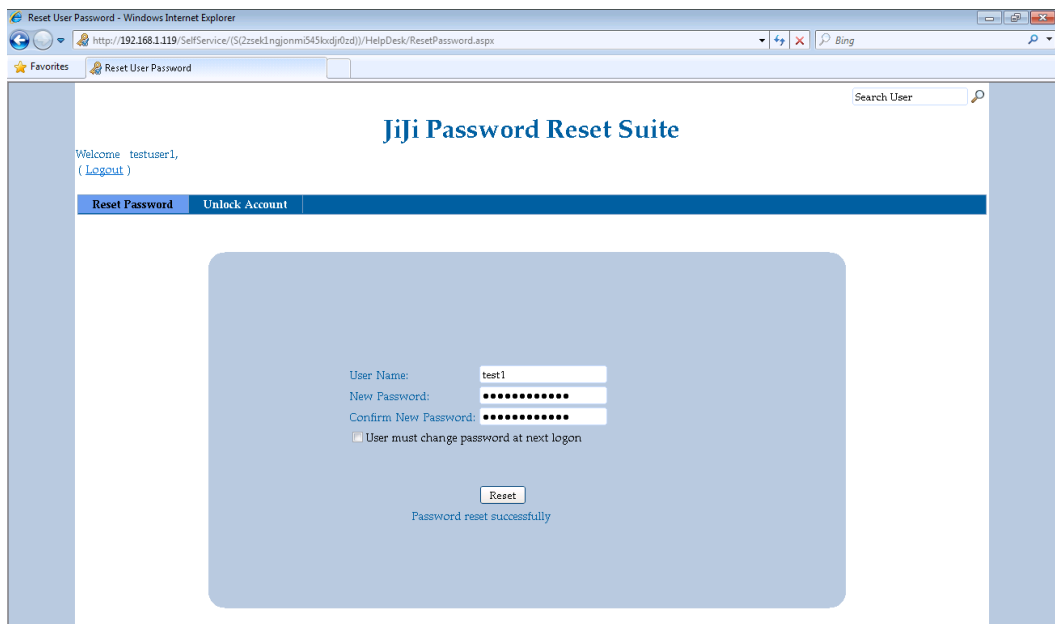 Reset User Password - Windows Internet Explorer
http://192.168.1.119/SelfService/(S(2zsek1ngjonmi545kxdjr0zd))/HelpDesk/ResetPassword.aspx
Bing
Favorites
Reset User Password
Search User
JiJi Password Reset Suite
Welcome testuser1,
( Logout )
Reset Password Unlock Account
User Name: test1
New Password: ●●●●●●●●●●●●
Confirm New Password: ●●●●●●●●●●●●
User must change password at next logon
Reset
Password reset successfully